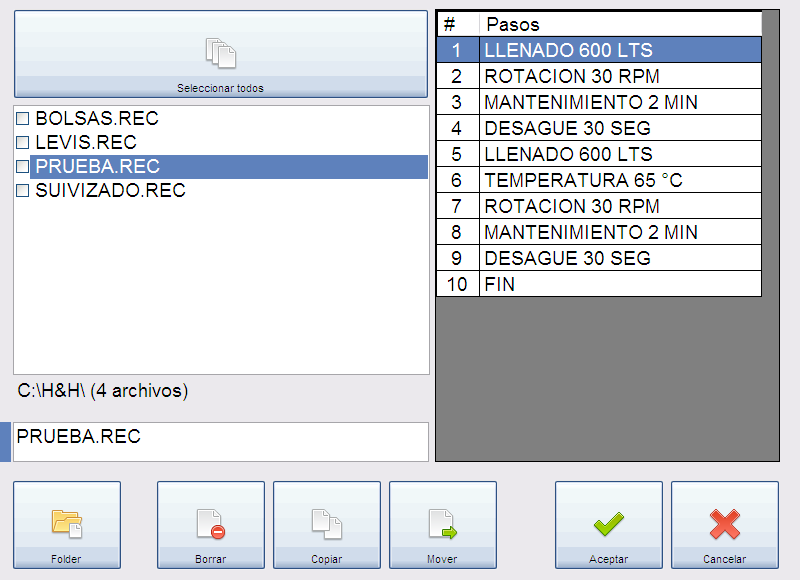 Seleccionar todos
BOLSAS.REC
LEVIS.REC
PRUEBA.REC
SUIVIZADO.REC
C:\H&H\ (4 archivos)
PRUEBA.REC
# Pasos
1 LLENADO 600 LTS
2 ROTACION 30 RPM
3 MANTENIMIENTO 2 MIN
4 DESAGUE 30 SEG
5 LLENADO 600 LTS
6 TEMPERATURA 65 °C
7 ROTACION 30 RPM
8 MANTENIMIENTO 2 MIN
9 DESAGUE 30 SEG
10 FIN
Folder
Borrar
Copiar
Mover
Aceptar
Cancelar